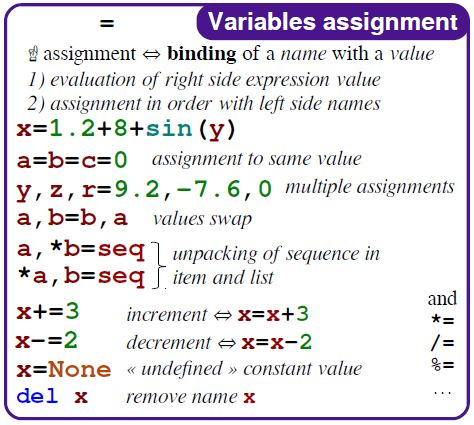 =
Variables assignment
☝ assignment ⇔ binding of a name with a value
1) evaluation of right side expression value
2) assignment in order with left side names
x=1.2+8+sin(y)
a=b=c=0 assignment to same value
y,z,r=9.2,-7.6,0 multiple assignments
a,b=b,a values swap
a,*b=seq
*a,b=seq
unpacking of sequence in
item and list
x+=3 increment ⇔ x=x+3
x-=2 decrement ⇔ x=x-2
x=None « undefined » constant value
del x remove name x
and
*=
/=
%=
…